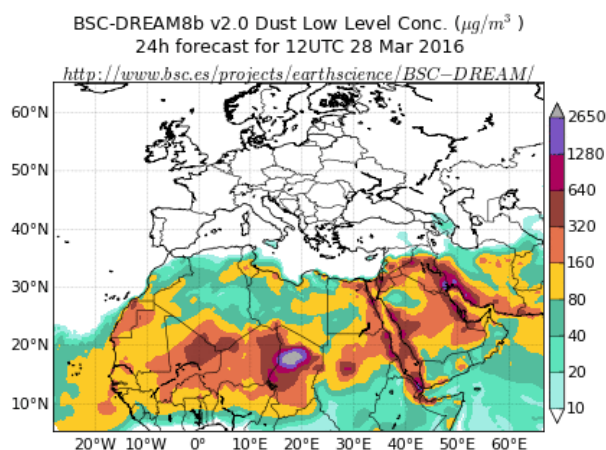 BSC-DREAM8b v2.0 Dust Low Level Conc. (μg/m³ )
24h forecast for 12UTC 28 Mar 2016
http://www.bsc.es/projects/earthscience/BSC−DREAM/
60°N
50°N
40°N
30°N
20°N
10°N
20°W 10°W 0° 10°E 20°E 30°E 40°E 50°E 60°E
2650
1280
640
320
160
80
40
20
10